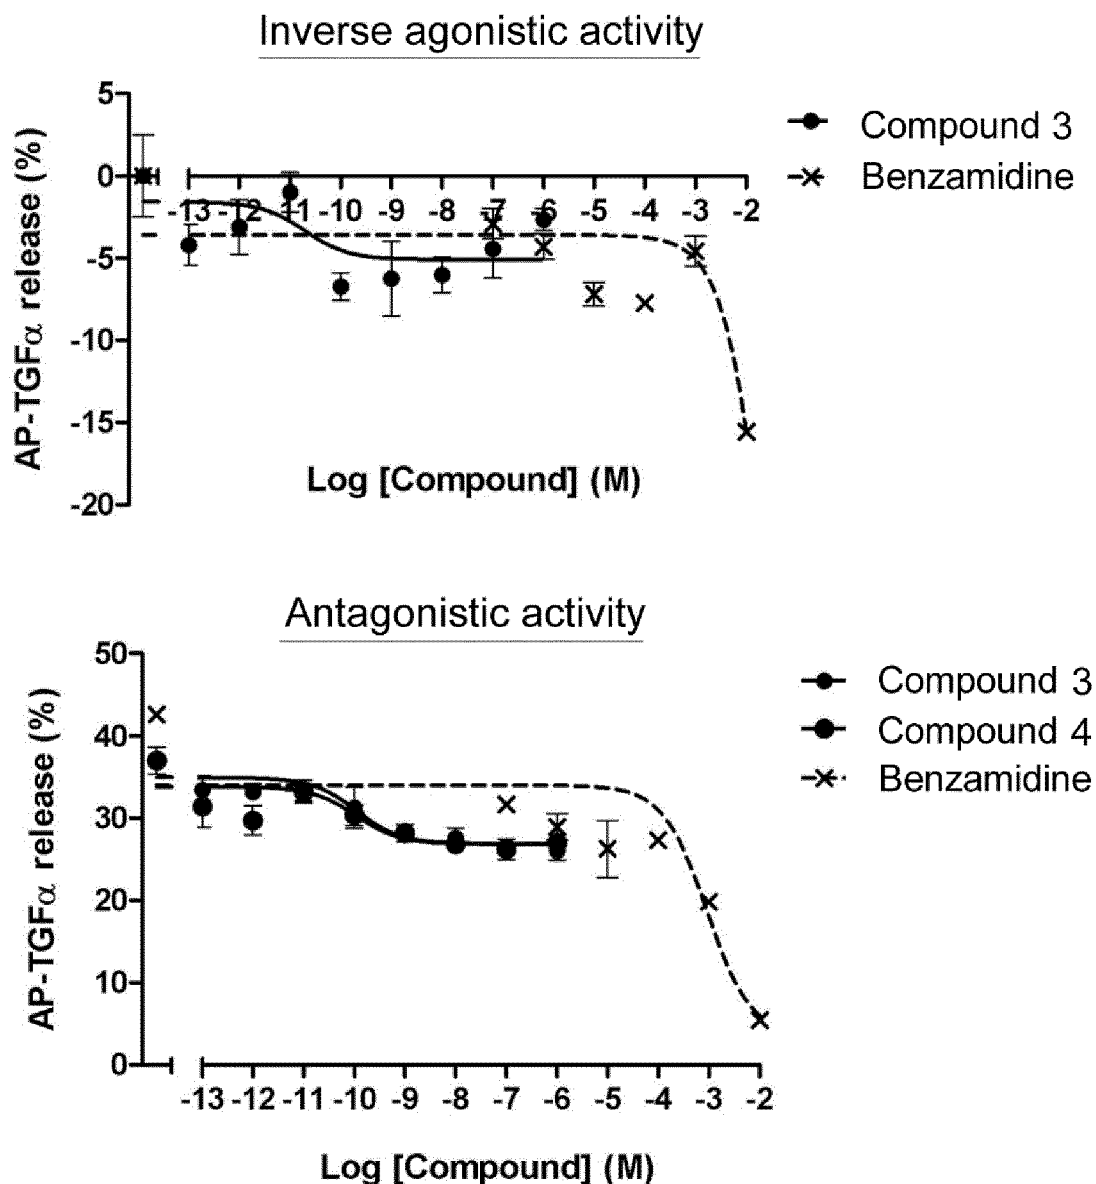 Inverse agonistic activity
AP-TGFα release (%)
5
0
-5
-10
-15
-20
-13 -12 -11 -10 -9 -8 -7 -6 -5 -4 -3 -2
Log [Compound] (M)
Compound 3
Benzamidine
Antagonistic activity
AP-TGFα release (%)
50
40
30
20
10
0
-13 -12 -11 -10 -9 -8 -7 -6 -5 -4 -3 -2
Log [Compound] (M)
Compound 3
Compound 4
Benzamidine